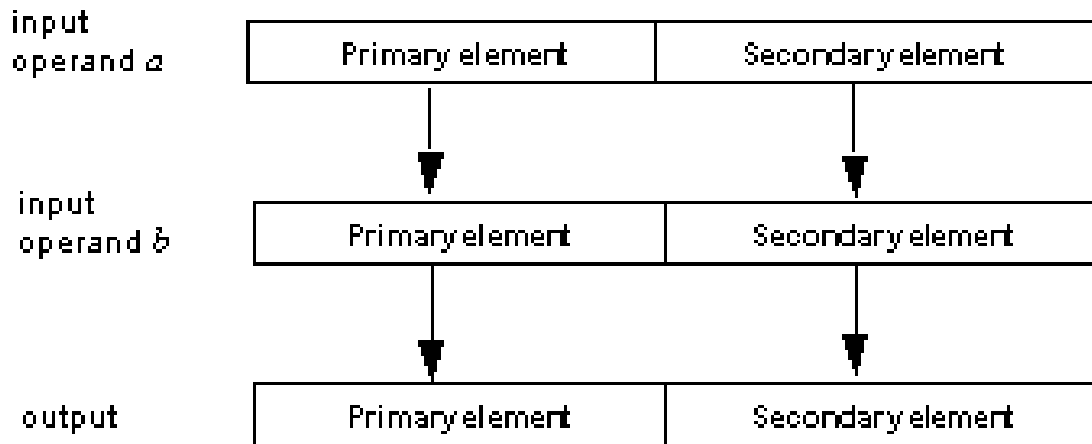 input
operand a
Primary element
Secondary element
input
operand b
Primary element
Secondary element
output
Primary element
Secondary element